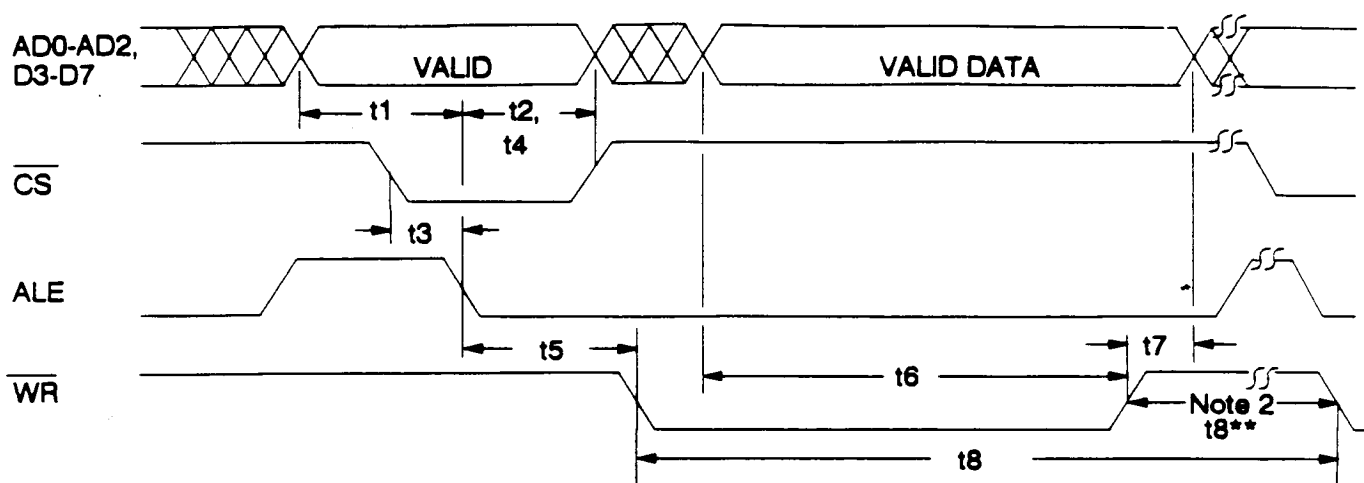 AD0-AD2,
D3-D7
VALID
VALID DATA
t1
t2,
t4
CS
t3
ALE
t5
t7
WR
t6
Note 2
t8**
t8